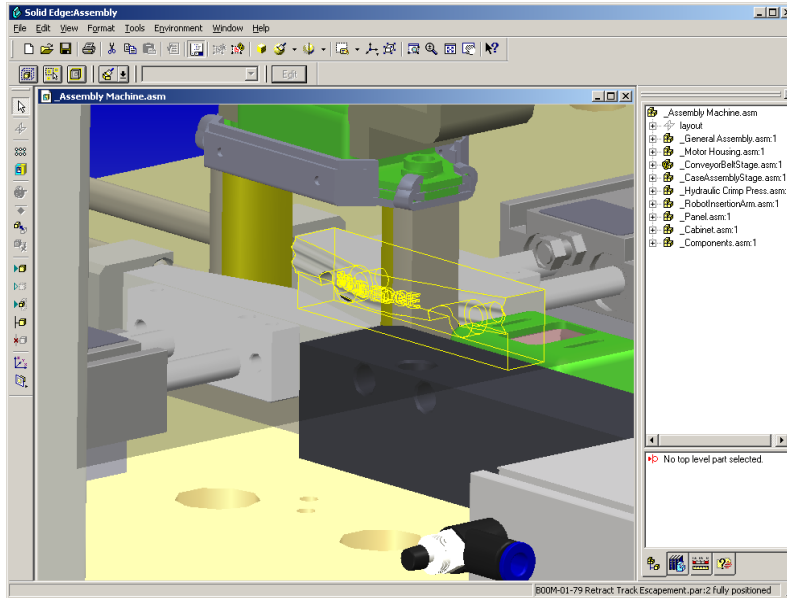 Solid Edge:Assembly
File Edit View Format Tools Environment Window Help
Edit
_Assembly Machine.asm
_Assembly Machine.asm
layout
_General Assembly.asm:1
_Motor Housing.asm:1
_ConveyorBeltStage.asm:1
_CaseAssemblyStage.asm:1
_Hydraulic Crimp Press.asm:
_RobotInsertionArm.asm:1
_Panel.asm:1
_Cabinet.asm:1
_Components.asm:1
No top level part selected.
B00M-01-79 Retract Track Escapement.par:2 fully positioned